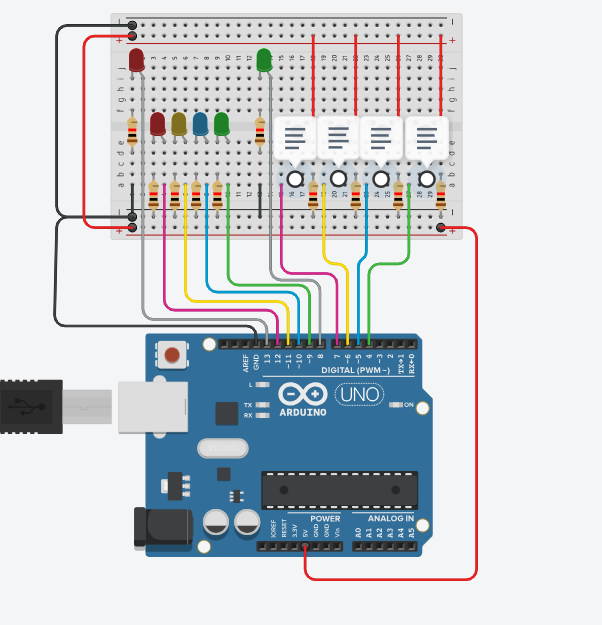 j
i
h
g
f
e
d
c
b
a
AREF
GND
13
12
~11
~10
~9
8
7
~6
~5
4
~3
2
TX→1
RX←0
DIGITAL (PWM~)
L
TX
RX
ARDUINO
UNO
ON
POWER
ANALOG IN
IOREF
RESET
3.3V
5V
GND
GND
Vin
A0
A1
A2
A3
A4
A5